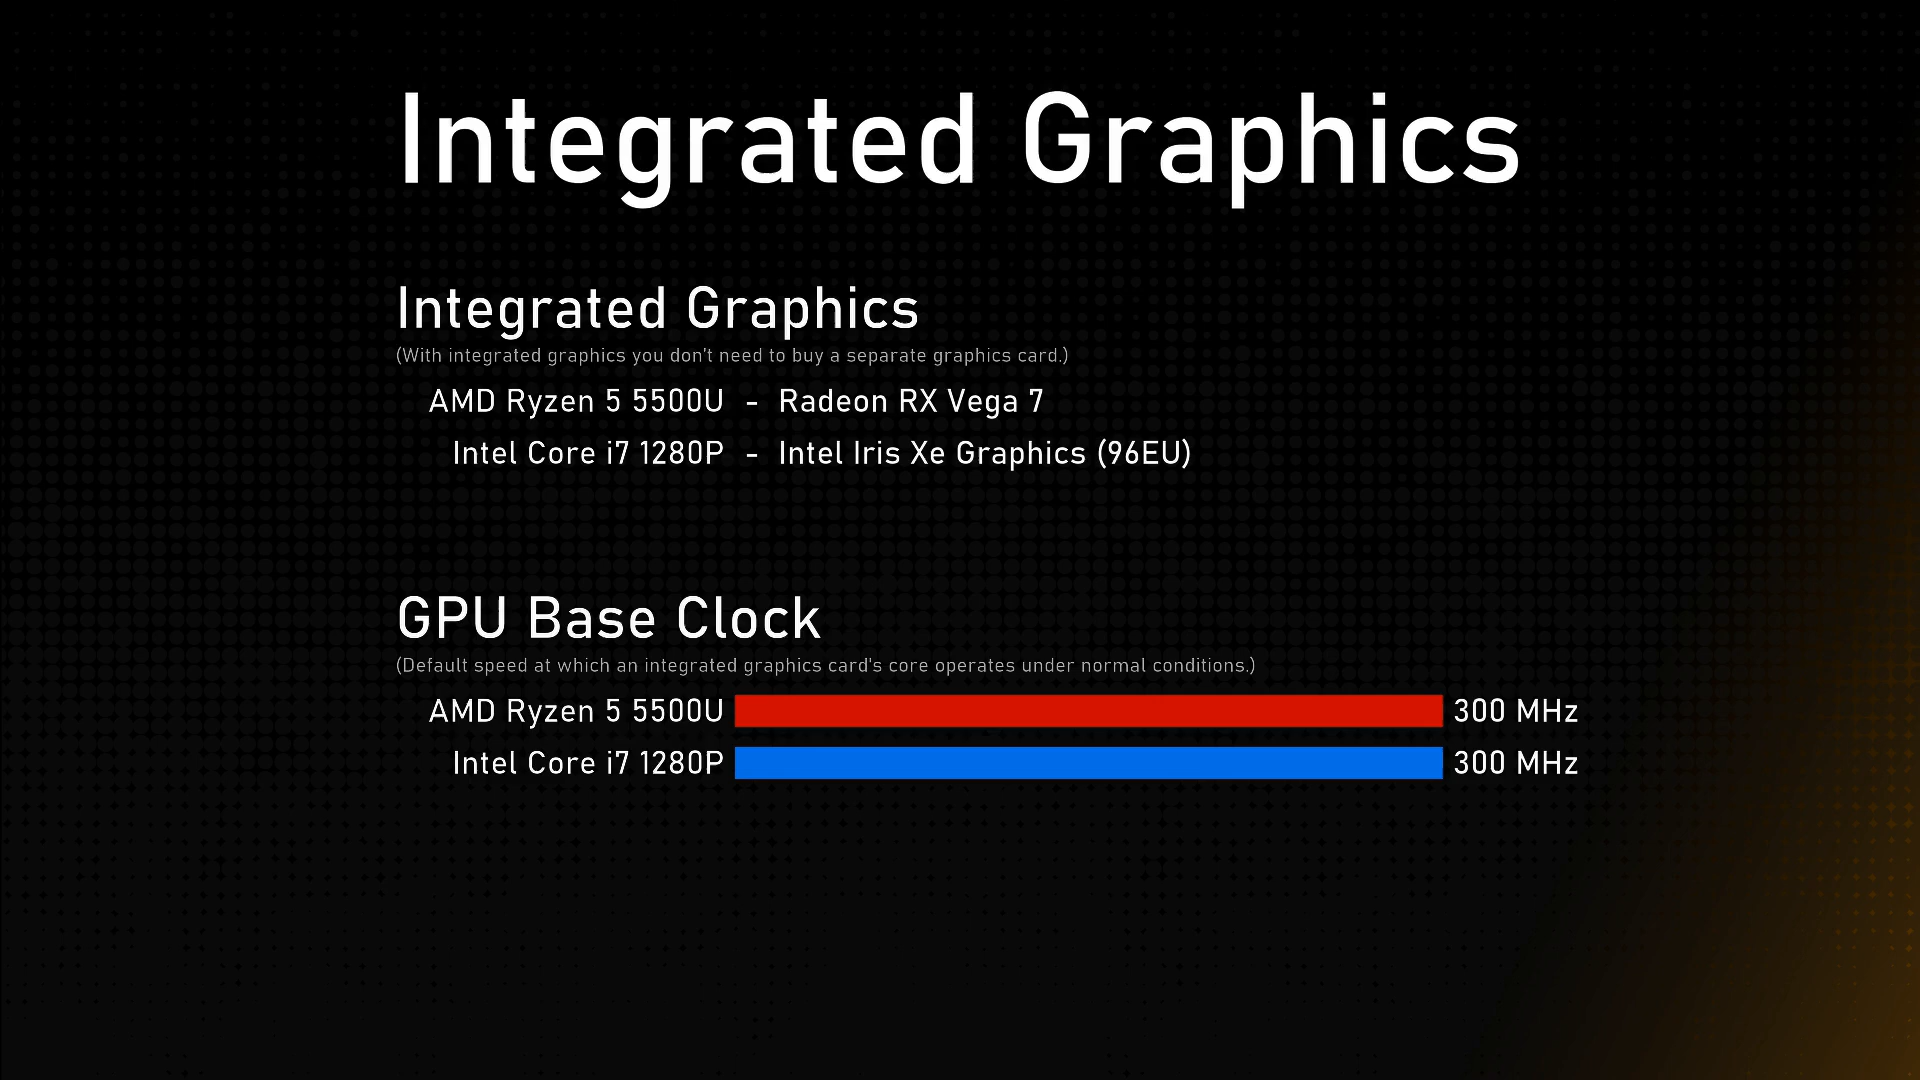 Integrated Graphics
Integrated Graphics
(With integrated graphics you don't need to buy a separate graphics card.)
AMD Ryzen 5 5500U - Radeon RX Vega 7
Intel Core i7 1280P - Intel Iris Xe Graphics (96EU)
GPU Base Clock
(Default speed at which an integrated graphics card's core operates under normal conditions.)
AMD Ryzen 5 5500U 300 MHz
Intel Core i7 1280P 300 MHz